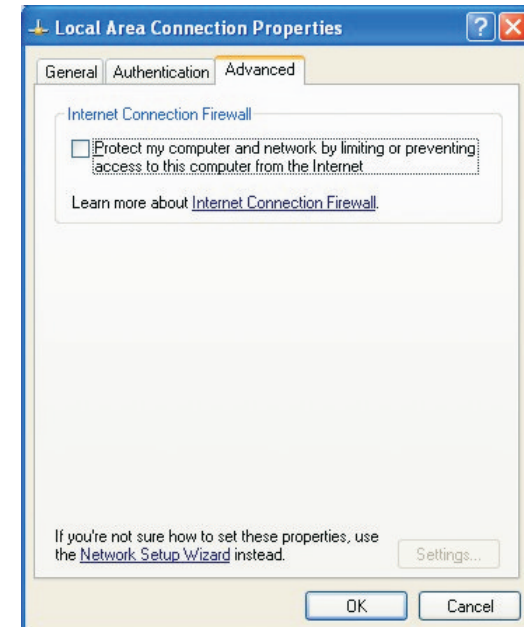 Local Area Connection Properties
General Authentication Advanced
Internet Connection Firewall
Protect my computer and network by limiting or preventing
access to this computer from the Internet
Learn more about Internet Connection Firewall.
If you're not sure how to set these properties, use
the Network Setup Wizard instead.
Settings...
OK Cancel